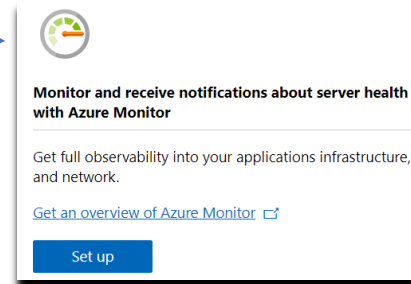 Monitor and receive notifications about server health
with Azure Monitor
Get full observability into your applications infrastructure,
and network.
Get an overview of Azure Monitor
Set up